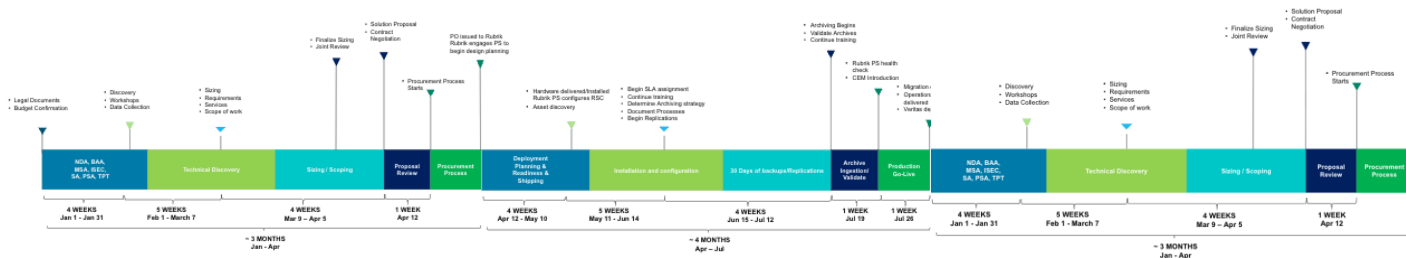 • Legal Documents
• Budget Confirmation
• Discovery
• Workshops
• Data Collection
• Sizing
• Requirements
• Services
• Scope of work
• Finalize Sizing
• Joint Review
• Solution Proposal
• Contract
Negotiation
• Procurement Process
Starts
PO issued to Rubrik
Rubrik engages PS to
begin design planning
NDA, BAA,
MSA, ISEC,
SA, PSA, TPT
Technical Discovery
Sizing / Scoping
Proposal
Review
Procurement
Process
4 WEEKS
Jan 1 - Jan 31
5 WEEKS
Feb 1 - March 7
4 WEEKS
Mar 9 – Apr 5
1 WEEK
Apr 12
~ 3 MONTHS
Jan - Apr
• Hardware delivered/installed
Rubrik PS configures RSC
• Asset discovery
• Begin SLA assignment
• Continue training
• Determine Archiving strategy
• Document Processes
• Begin Replications
• Archiving Begins
• Validate Archives
• Continue training
• Rubrik PS health
check
• CEM Introduction
• Migration
• Operation
delivered
• Veritas de
Deployment
Planning &
Readiness &
Shipping
Installation and configuration
30 Days of backups/Replications
Archive
Ingestion/
Validate
Production
Go-Live
4 WEEKS
Apr 12 - May 10
5 WEEKS
May 11 - Jun 14
4 WEEKS
Jun 15 - Jul 12
1 WEEK
Jul 19
1 WEEK
Jul 26
~ 4 MONTHS
Apr – Jul
• Discovery
• Workshops
• Data Collection
• Sizing
• Requirements
• Services
• Scope of work
• Finalize Sizing
• Joint Review
• Solution Proposal
• Contract
Negotiation
• Procurement Process
Starts
NDA, BAA,
MSA, ISEC,
SA, PSA, TPT
Technical Discovery
Sizing / Scoping
Proposal
Review
Procurement
Process
4 WEEKS
Jan 1 - Jan 31
5 WEEKS
Feb 1 - March 7
4 WEEKS
Mar 9 – Apr 5
1 WEEK
Apr 12
~ 3 MONTHS
Jan - Apr